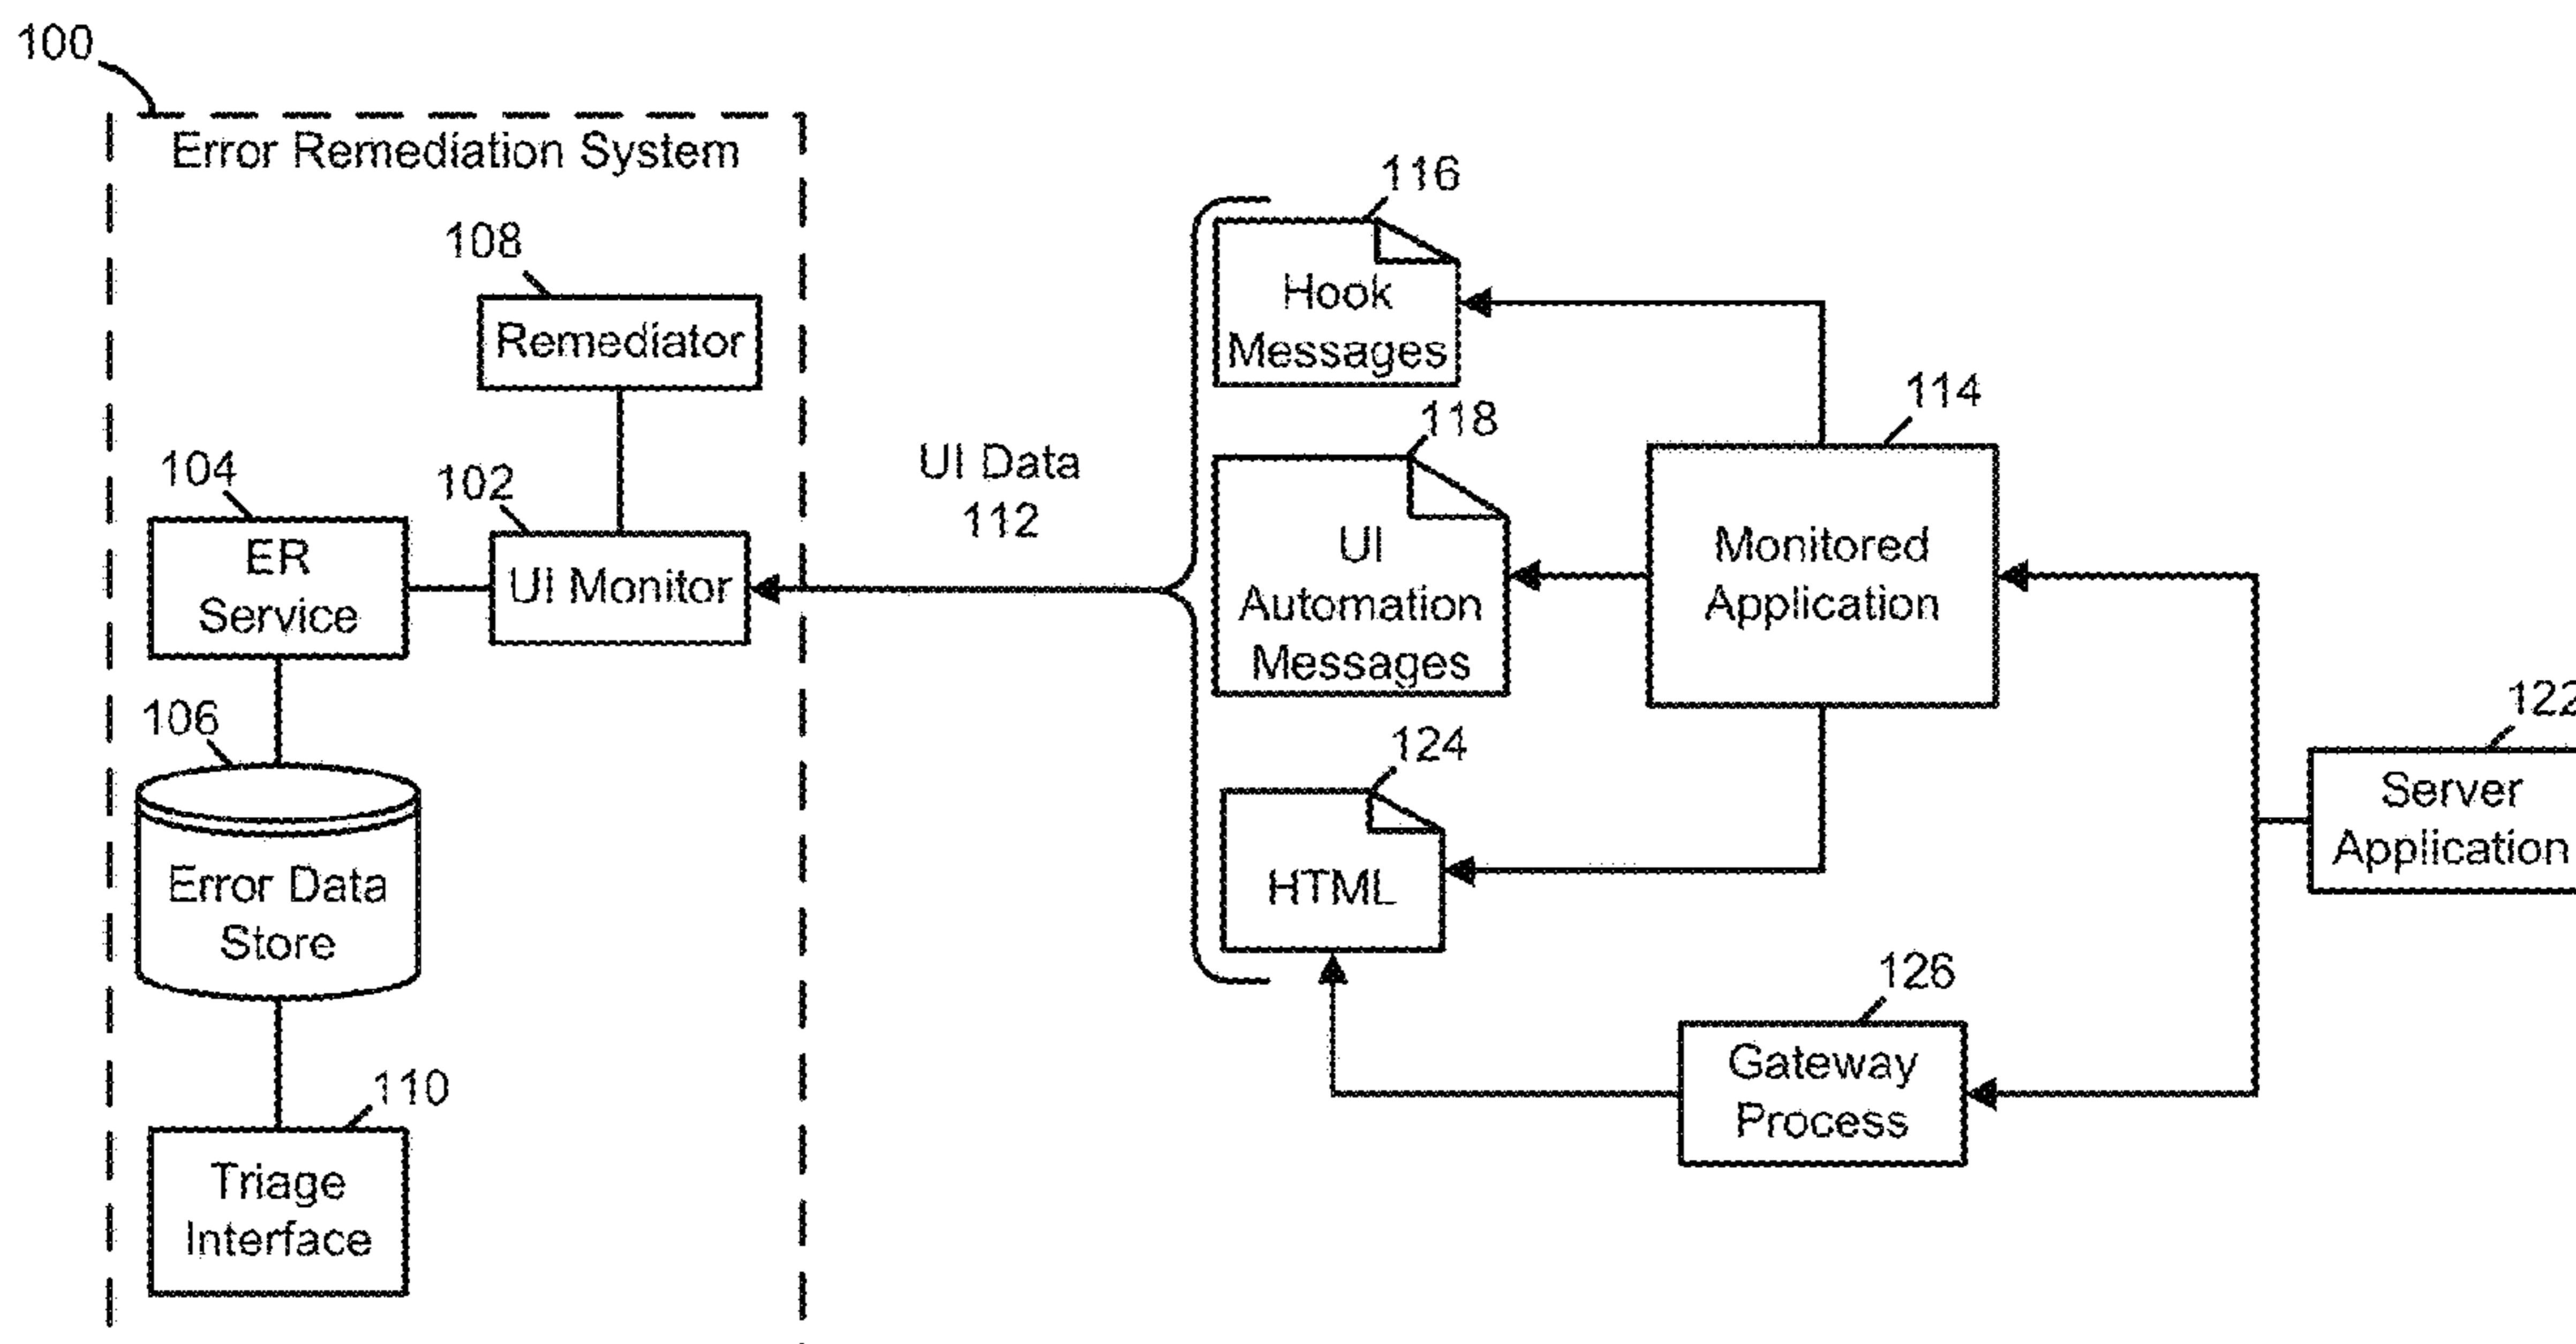 100
Error Remediation System
108
Remediator
104
ER
Service
102
UI Monitor
106
Error Data
Store
110
Triage
Interface
UI Data
112
116
Hook
Messages
118
UI
Automation
Messages
124
HTML
114
Monitored
Application
122
Server
Application
126
Gateway
Process